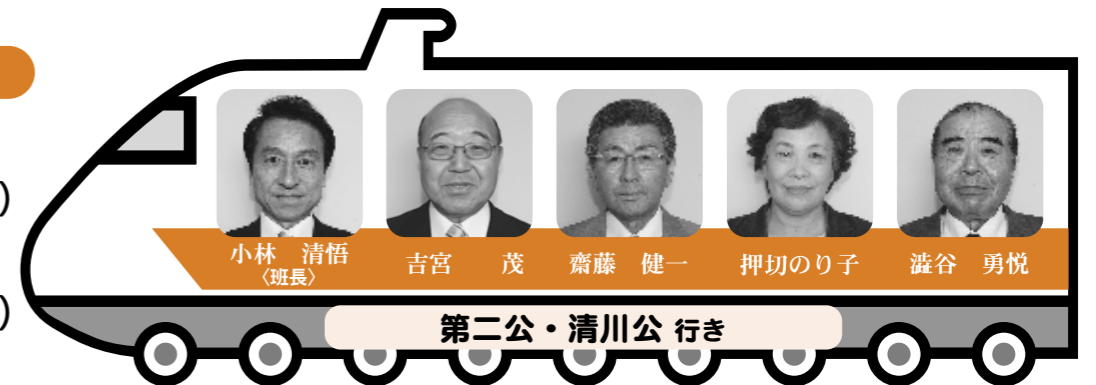 小林　清悟
〈班長〉
吉宮　　茂
齋藤　健一
押切のり子
澁谷　勇悦
第二公・清川公 行き
)
)